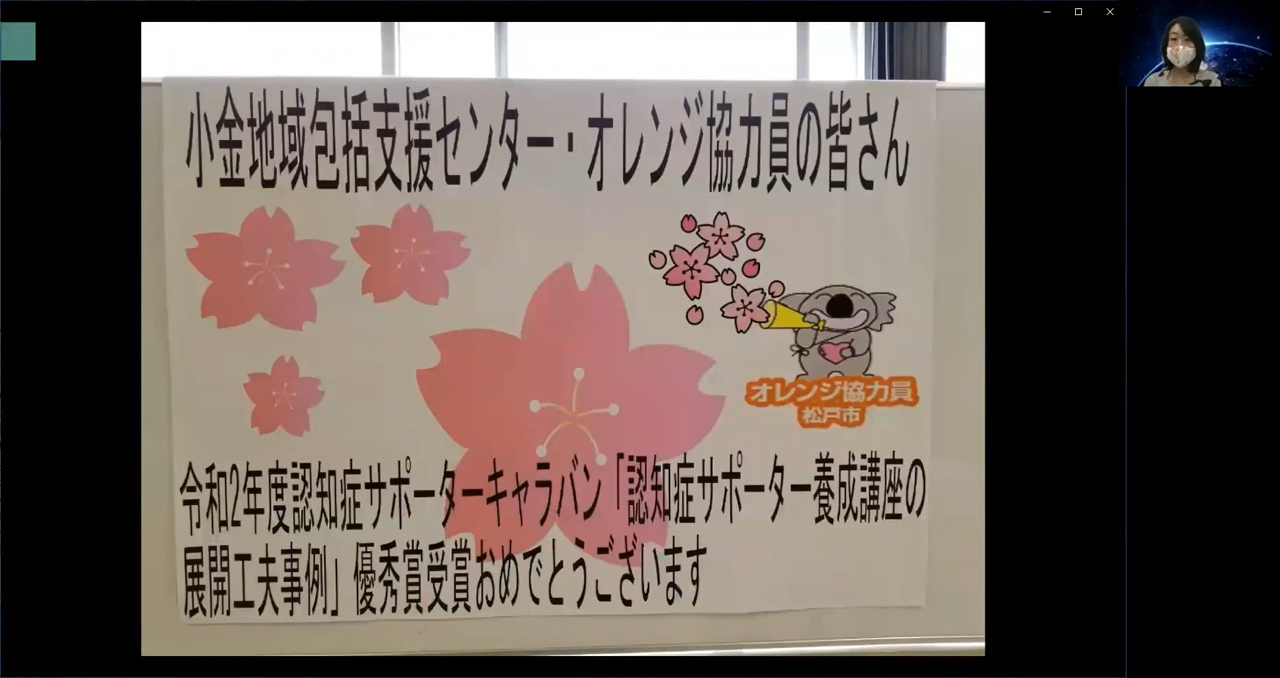 小金地域包括支援センター・オレンジ協力員の皆さん
オレンジ協力員
松戸市
令和2年度認知症サポーターキャラバン「認知症サポーター養成講座の
展開工夫事例」優秀賞受賞おめでとうございます